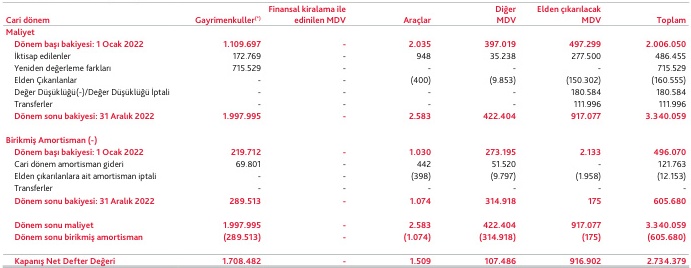 Finansal kiralama ile Diğer Elden çıkarılacak
Cari dönem Gayrimenkuller(*) edinilen MDV Araçlar MDV MDV Toplam
Maliyet
Dönem başı bakiyesi: 1 Ocak 2022 1.109.697 - 2.035 397.019 497.299 2.006.050
İktisap edilenler 172.769 - 948 35.238 277.500 486.455
Yeniden değerleme farkları 715.529 - - - - 715.529
Elden Çıkarılanlar - - (400) (9.853) (150.302) (160.555)
Değer Düşüklüğü(-)/Değer Düşüklüğü İptali - - - - 180.584 180.584
Transferler - - - - 111.996 111.996
Dönem sonu bakiyesi: 31 Aralık 2022 1.997.995 - 2.583 422.404 917.077 3.340.059
Birikmiş Amortisman (-)
Dönem başı bakiyesi: 1 Ocak 2022 219.712 - 1.030 273.195 2.133 496.070
Cari dönem amortisman gideri 69.801 - 442 51.520 - 121.763
Elden çıkarılanlara ait amortisman iptali - - (398) (9.797) (1.958) (12.153)
Transferler - - - - - -
Dönem sonu bakiyesi: 31 Aralık 2022 289.513 - 1.074 314.918 175 605.680
Dönem sonu maliyet 1.997.995 - 2.583 422.404 917.077 3.340.059
Dönem sonu birikmiş amortisman (289.513) - (1.074) (314.918) (175) (605.680)
Kapanış Net Defter Değeri 1.708.482 - 1.509 107.486 916.902 2.734.379